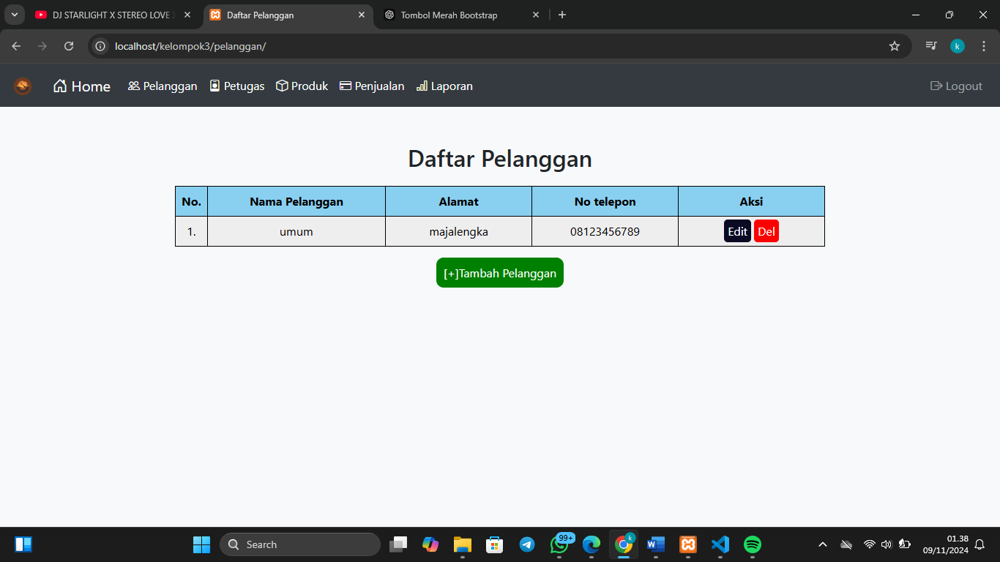 DJ STARLIGHT X STEREO LOVE
Daftar Pelanggan
Tombol Merah Bootstrap
localhost/kelompok3/pelanggan/
k
Home Pelanggan Petugas Produk Penjualan Laporan Logout
Daftar Pelanggan
No. Nama Pelanggan Alamat No telepon Aksi
1. umum majalengka 08123456789 Edit Del
[+]Tambah Pelanggan
Search
99+
k
01.38
09/11/2024